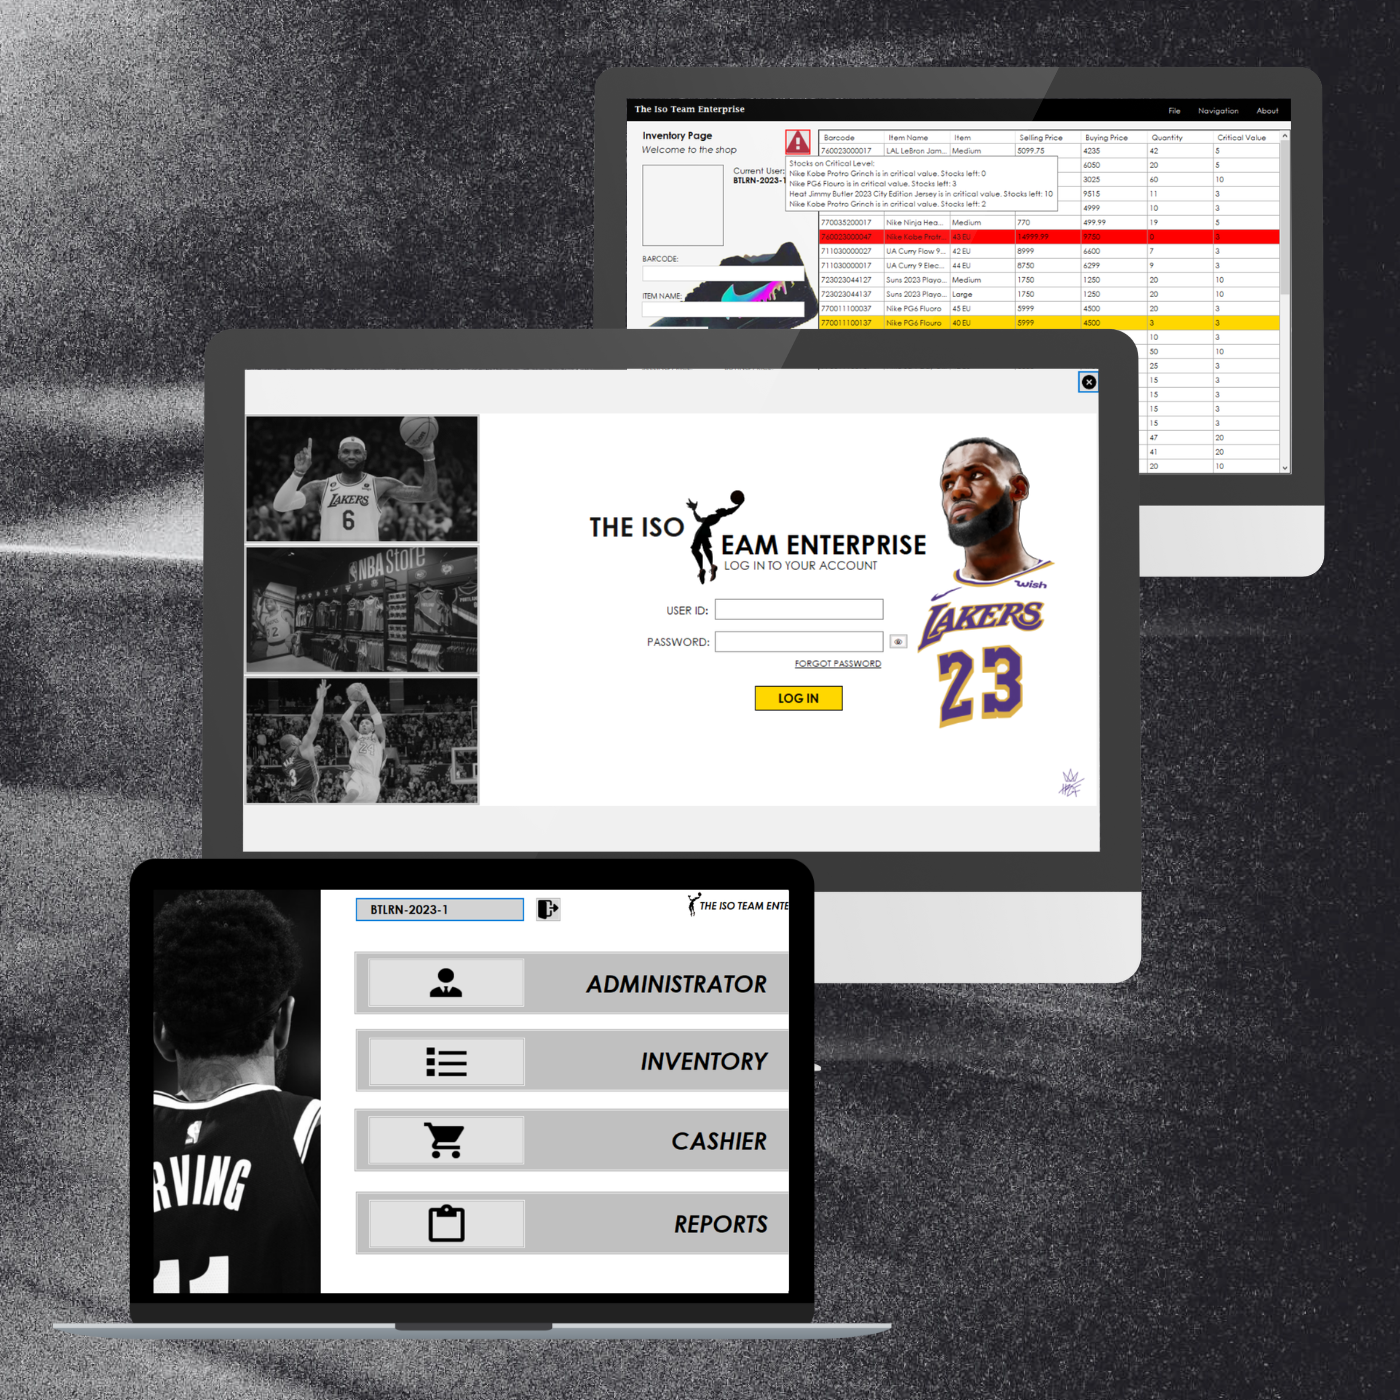 The Iso Team Enterprise
File Navigation About
Inventory Page
Welcome to the shop
Current User:
BTLRN-2023-1
BARCODE:
ITEM NAME:
Barcode Item Name Item Selling Price Buying Price Quantity Critical Value
760023000017 LAL LeBron Jam... Medium 5099.75 4235 42 5
Stocks on Critical Level:
Nike Kobe Protro Grinch is in critical value. Stocks left: 0
Nike PG6 Flouro is in critical value. Stocks left: 3
Heat Jimmy Butler 2023 City Edition Jersey is in critical value. Stocks left: 10
Nike Kobe Protro Grinch is in critical value. Stocks left: 2
6050 20 5
3025 60 10
9515 11 3
4999 10 3
770035200017 Nike Ninja Hea... Medium 770 499.99 19 5
760023000047 Nike Kobe Protr... 43 EU 14999.99 9750 0 3
711030000027 UA Curry Flow 9... 42 EU 8999 6600 7 3
711030000017 UA Curry 9 Elec... 44 EU 8750 6299 9 3
723023044127 Suns 2023 Playo... Medium 1750 1250 20 10
723023044137 Suns 2023 Playo... Large 1750 1250 20 10
770011100037 Nike PG6 Fluoro 45 EU 5999 4500 20 3
770011100137 Nike PG6 Flouro 40 EU 5999 4500 3 3
10 3
50 10
25 3
15 3
15 3
15 3
15 3
47 20
41 20
20 10
LAKERS
6
NBA Store
THE ISO
EAM ENTERPRISE
LOG IN TO YOUR ACCOUNT
USER ID:
PASSWORD:
FORGOT PASSWORD
LOG IN
wish
LAKERS
23
BTLRN-2023-1
THE ISO TEAM ENTE
ADMINISTRATOR
INVENTORY
CASHIER
REPORTS
RVING
11